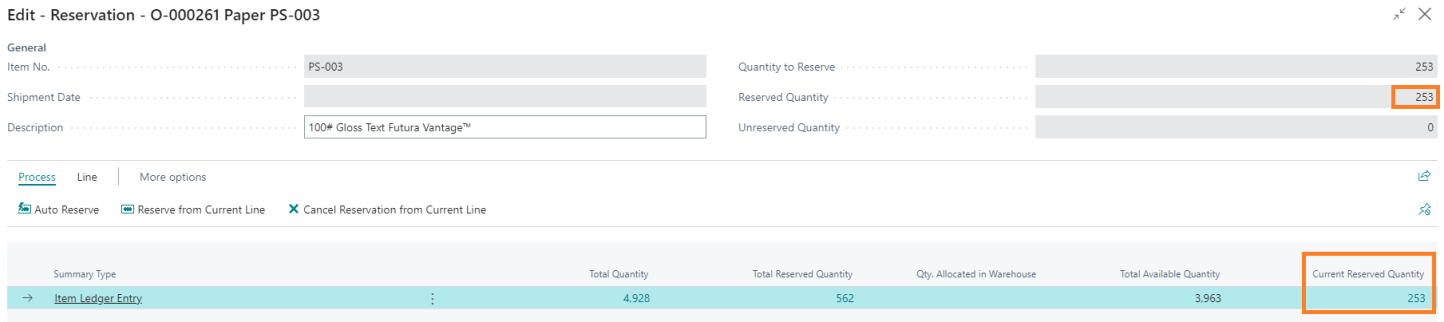 Edit - Reservation - O-000261 Paper PS-003
General
Item No. PS-003 Quantity to Reserve 253
Shipment Date Reserved Quantity 253
Description 100# Gloss Text Futura Vantage™ Unreserved Quantity 0
Process Line More options
Auto Reserve Reserve from Current Line Cancel Reservation from Current Line
Summary Type Total Quantity Total Reserved Quantity Qty. Allocated in Warehouse Total Available Quantity Current Reserved Quantity
Item Ledger Entry 4,928 562 3,963 253